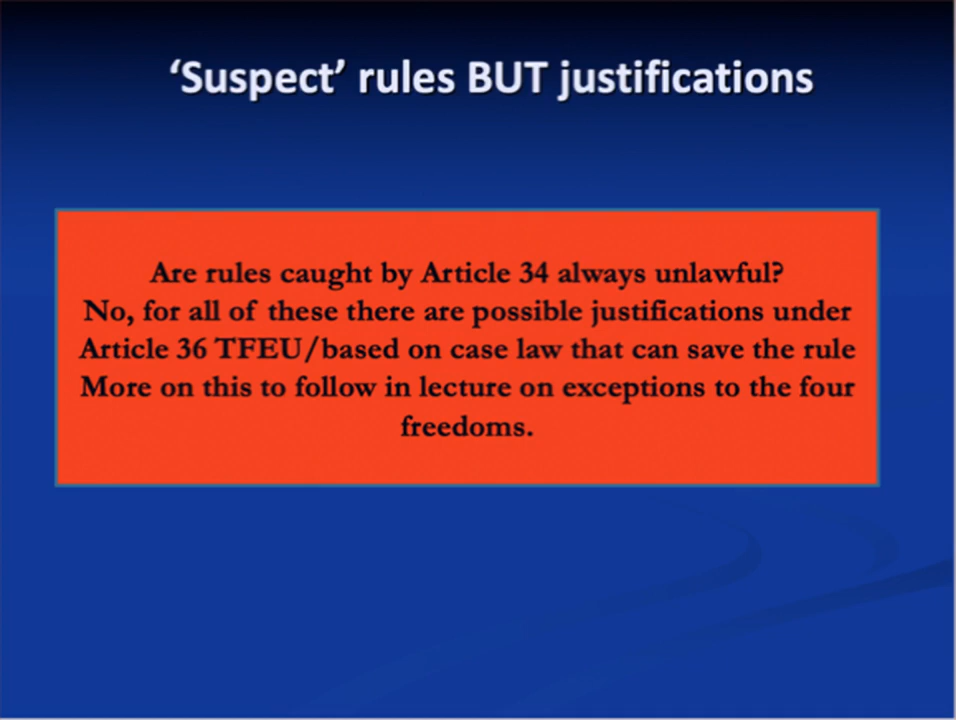 ‘Suspect’ rules BUT justifications
Are rules caught by Article 34 always unlawful?
No, for all of these there are possible justifications under
Article 36 TFEU/based on case law that can save the rule
More on this to follow in lecture on exceptions to the four
freedoms.